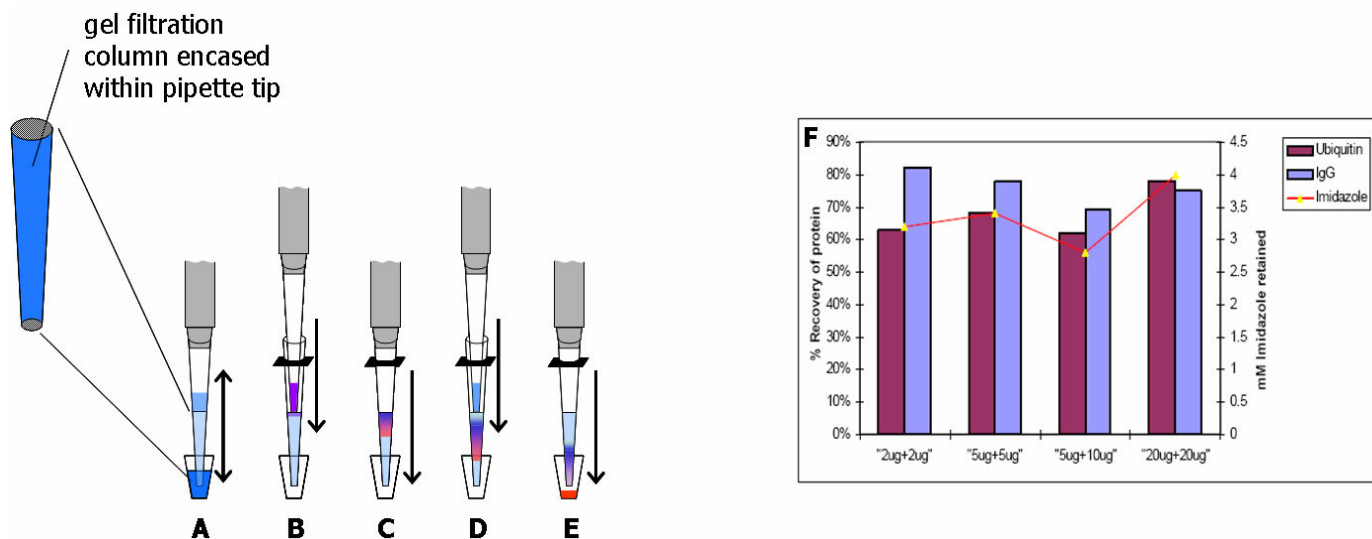 gel filtration
column encased
within pipette tip
A
B
C
D
E
F
90%
80%
70%
60%
50%
40%
30%
20%
10%
0%
% Recovery of protein
4.5
4
3.5
3
2.5
2
1.5
1
0.5
0
mM Imidazole retained
"2ug+2ug"
"5ug+5ug"
"5ug+10ug"
"20ug+20ug"
Ubiquitin
IgG
Imidazole